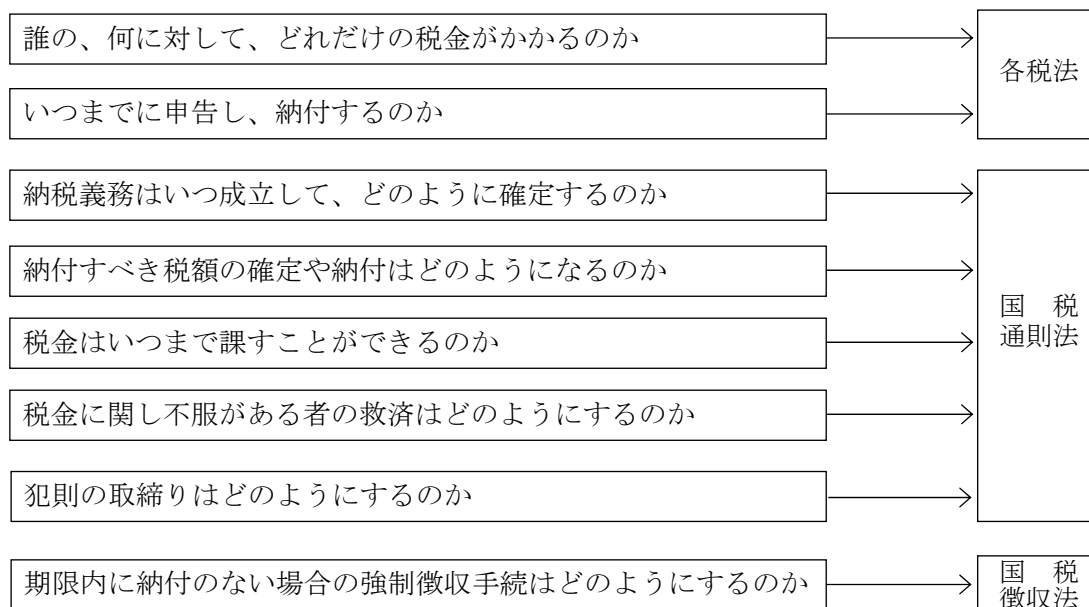 誰の、何に対して、どれだけの税金がかかるのか
いつまでに申告し、納付するのか
各税法
納税義務はいつ成立して、どのように確定するのか
納付すべき税額の確定や納付はどのようになるのか
税金はいつまで課すことができるのか
税金に関し不服がある者の救済はどのようにするのか
犯則の取締りはどのようにするのか
国　税
通則法
期限内に納付のない場合の強制徴収手続はどのようにするのか
国　税
徴収法